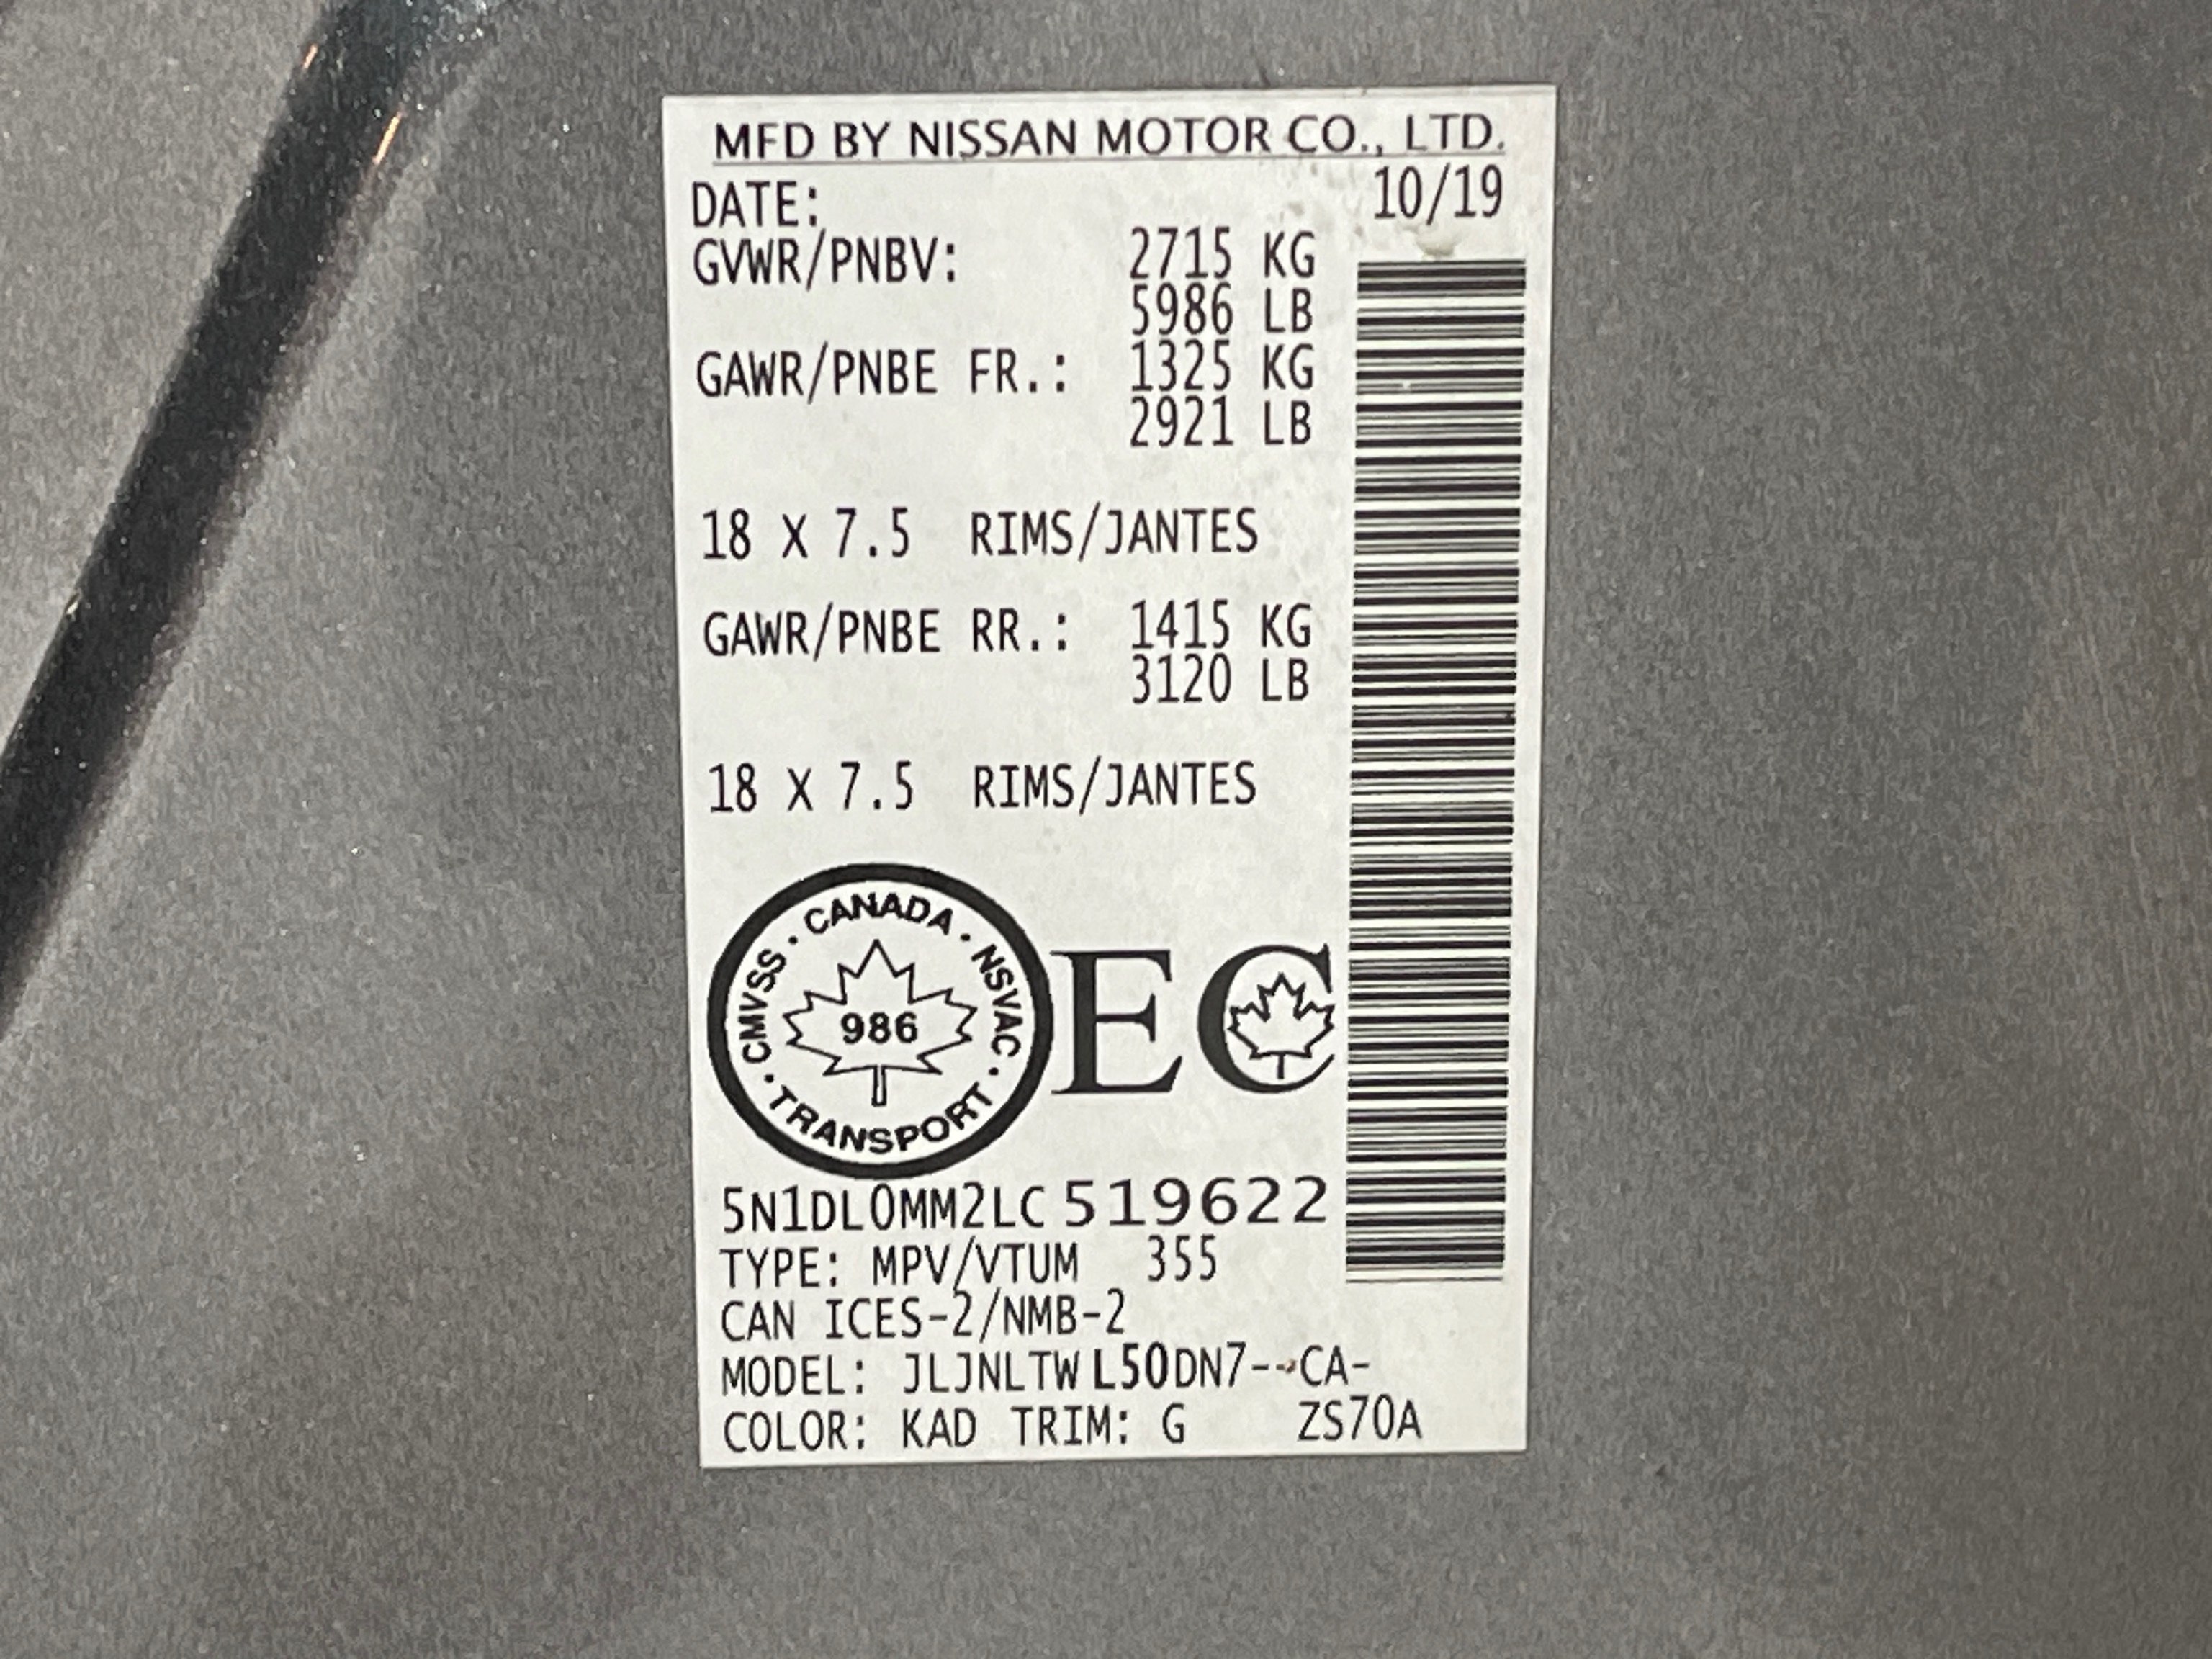 MFD BY NISSAN MOTOR CO., LTD.
DATE: 10/19
GVWR/PNBV: 2715 KG
5986 LB
GAWR/PNBE FR.: 1325 KG
2921 LB
18 X 7.5 RIMS/JANTES
GAWR/PNBE RR.: 1415 KG
3120 LB
18 X 7.5 RIMS/JANTES
CANADA · NSVAC · TRANSPORT · CMVSS ·
986
EC
5N1DL0MM2LC519622
TYPE: MPV/VTUM 355
CAN ICES-2/NMB-2
MODEL: JLJNLTWL50DN7--CA-
COLOR: KAD TRIM: G ZS70A